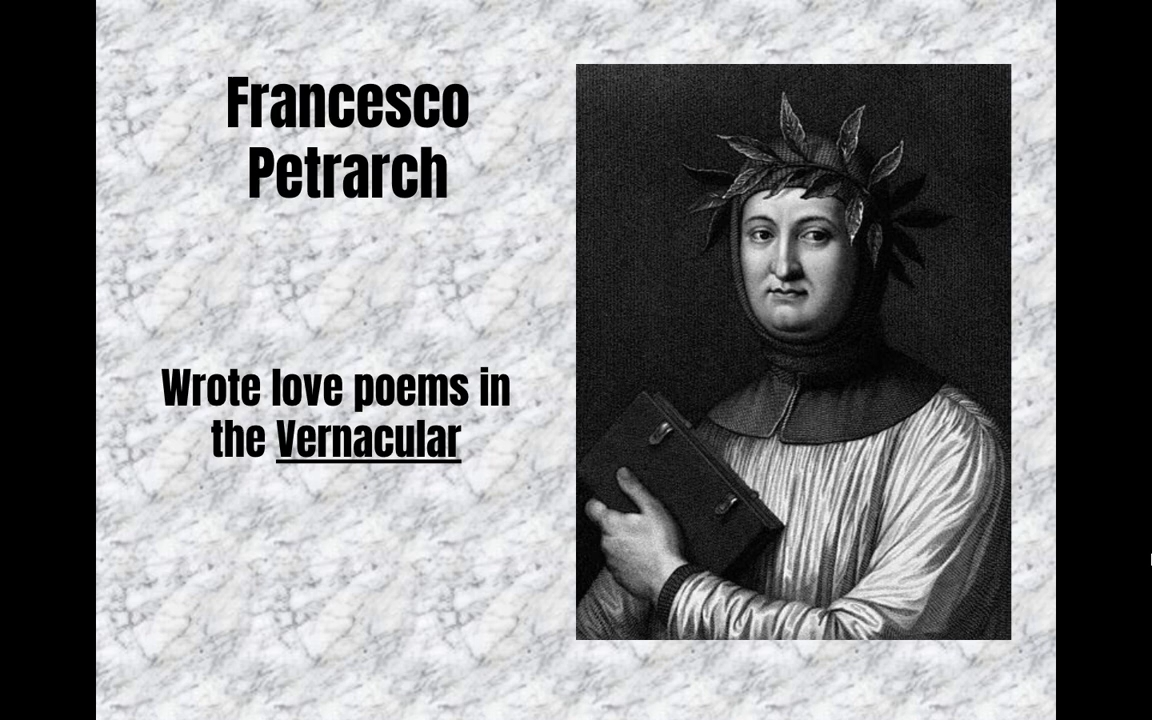 Francesco
Petrarch
Wrote love poems in
the Vernacular